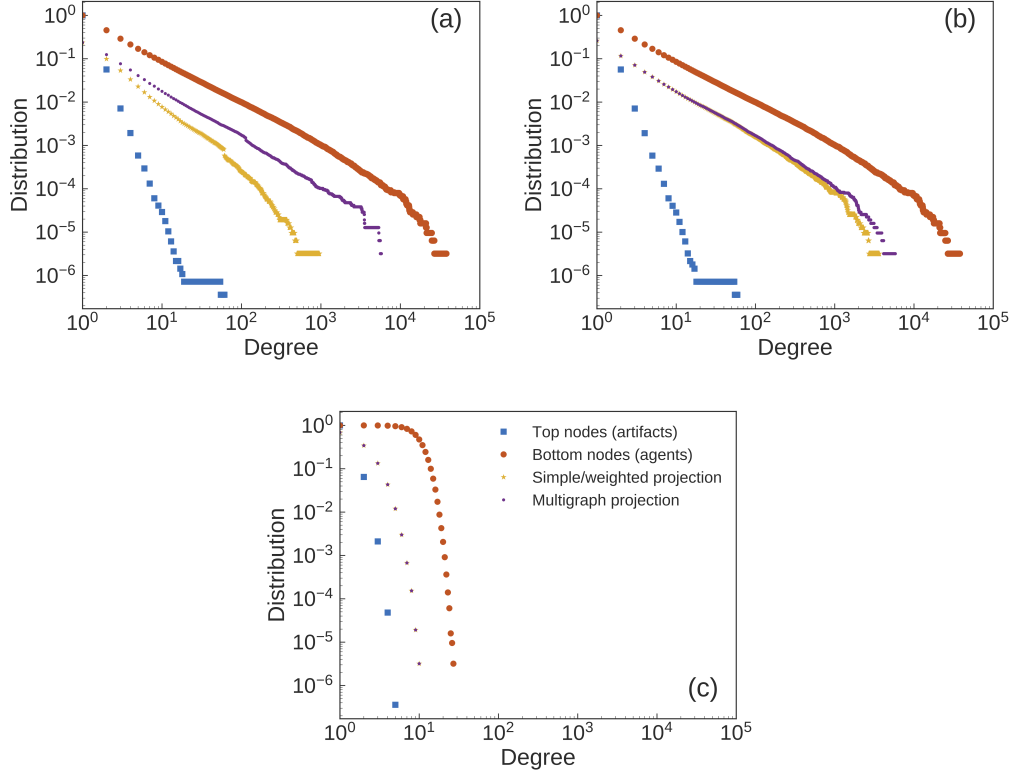 (a)
Distribution
10^0
10^-1
10^-2
10^-3
10^-4
10^-5
10^-6
10^0 10^1 10^2 10^3 10^4 10^5
Degree
(b)
Distribution
10^0
10^-1
10^-2
10^-3
10^-4
10^-5
10^-6
10^0 10^1 10^2 10^3 10^4 10^5
Degree
Distribution
10^0
10^-1
10^-2
10^-3
10^-4
10^-5
10^-6
Top nodes (artifacts)
Bottom nodes (agents)
Simple/weighted projection
Multigraph projection
(c)
10^0 10^1 10^2 10^3 10^4 10^5
Degree